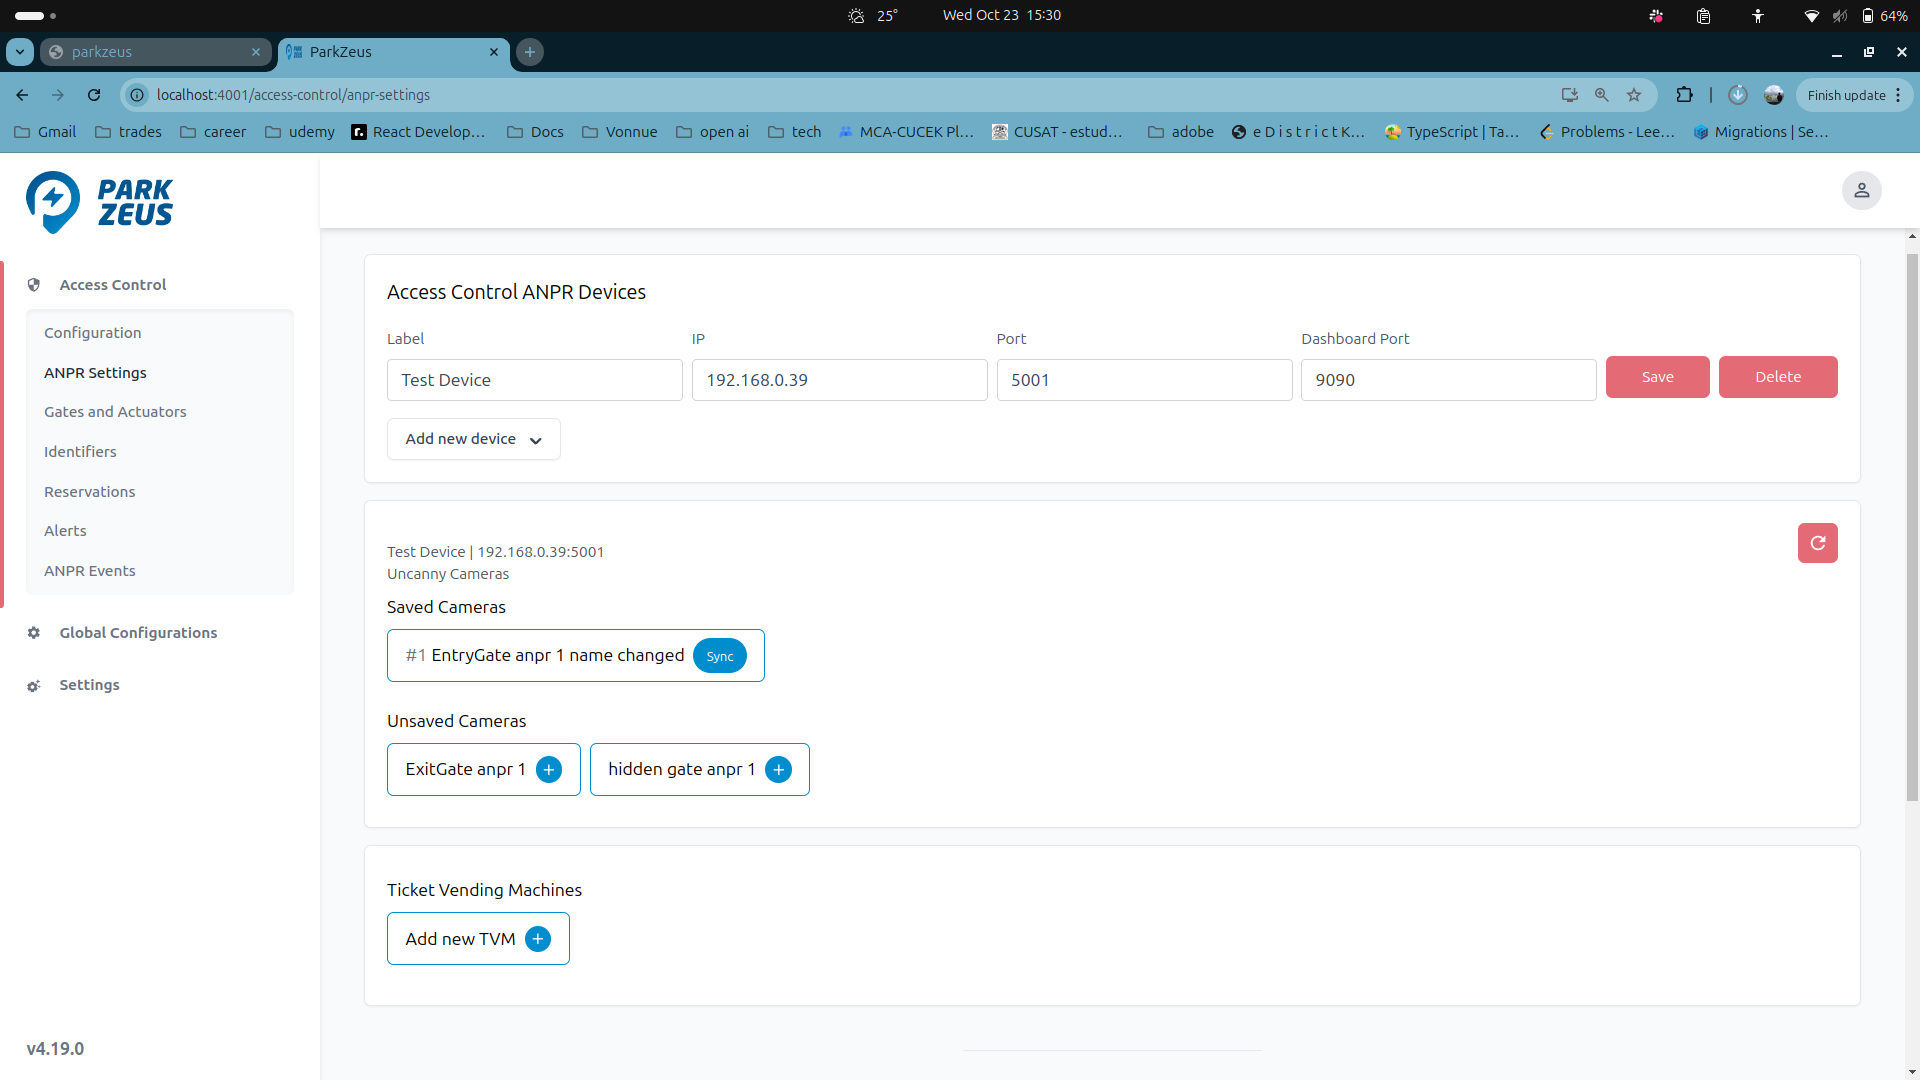 25°
Wed Oct 23 15:30
64%
parkzeus
ParkZeus
localhost:4001/access-control/anpr-settings
Finish update
Gmail
trades
career
udemy
React Develop...
Docs
Vonnue
open ai
tech
MCA-CUCEK Pl...
CUSAT - estud...
adobe
e D i s t r i c t K...
TypeScript | Ta...
Problems - Lee...
Migrations | Se...
PARK
ZEUS
Access Control
Configuration
ANPR Settings
Gates and Actuators
Identifiers
Reservations
Alerts
ANPR Events
Global Configurations
Settings
v4.19.0
Access Control ANPR Devices
Label
IP
Port
Dashboard Port
Test Device
192.168.0.39
5001
9090
Save
Delete
Add new device
Test Device | 192.168.0.39:5001
Uncanny Cameras
Saved Cameras
#1 EntryGate anpr 1 name changed Sync
Unsaved Cameras
ExitGate anpr 1
hidden gate anpr 1
Ticket Vending Machines
Add new TVM